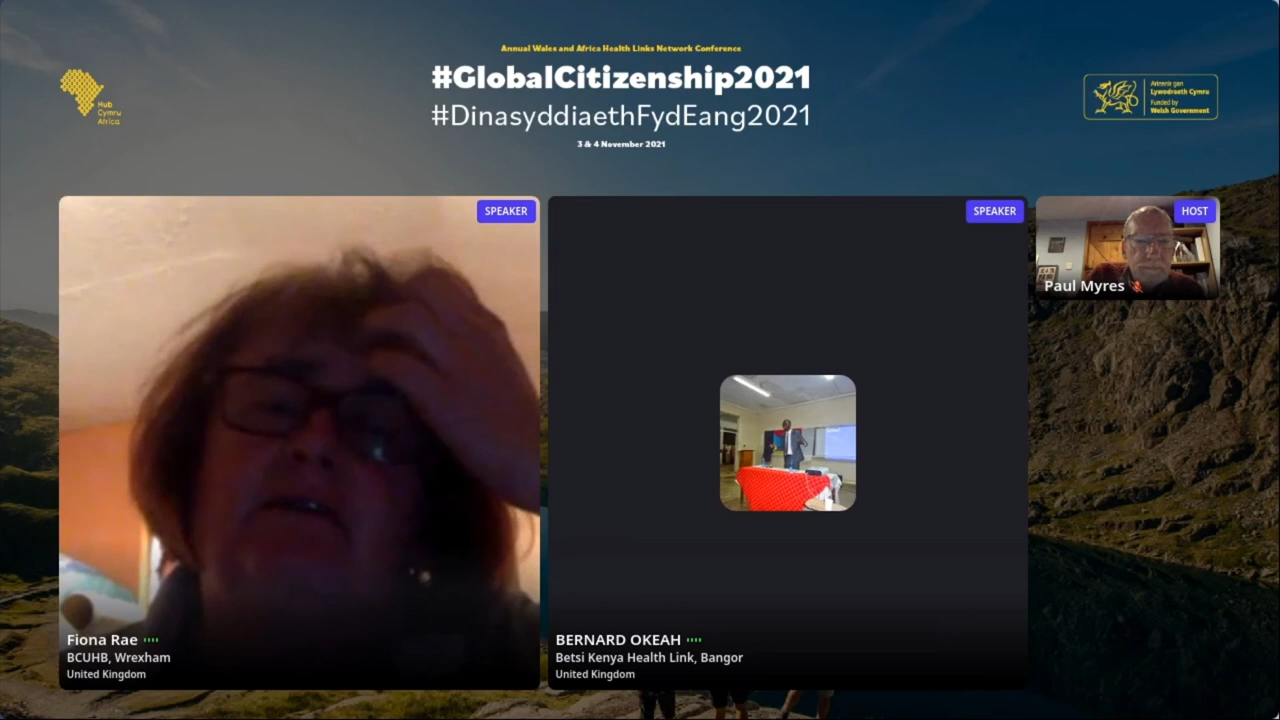 Annual Wales and Africa Health Links Network Conference
#GlobalCitizenship2021
#DinasyddiaethFydEang2021
3 & 4 November 2021
Hub
Cymru
Africa
Ariennir gan
Lywodraeth Cymru
Funded by
Welsh Government
SPEAKER
SPEAKER
HOST
Paul Myres
Fiona Rae
BCUHB, Wrexham
United Kingdom
BERNARD OKEAH
Betsi Kenya Health Link, Bangor
United Kingdom